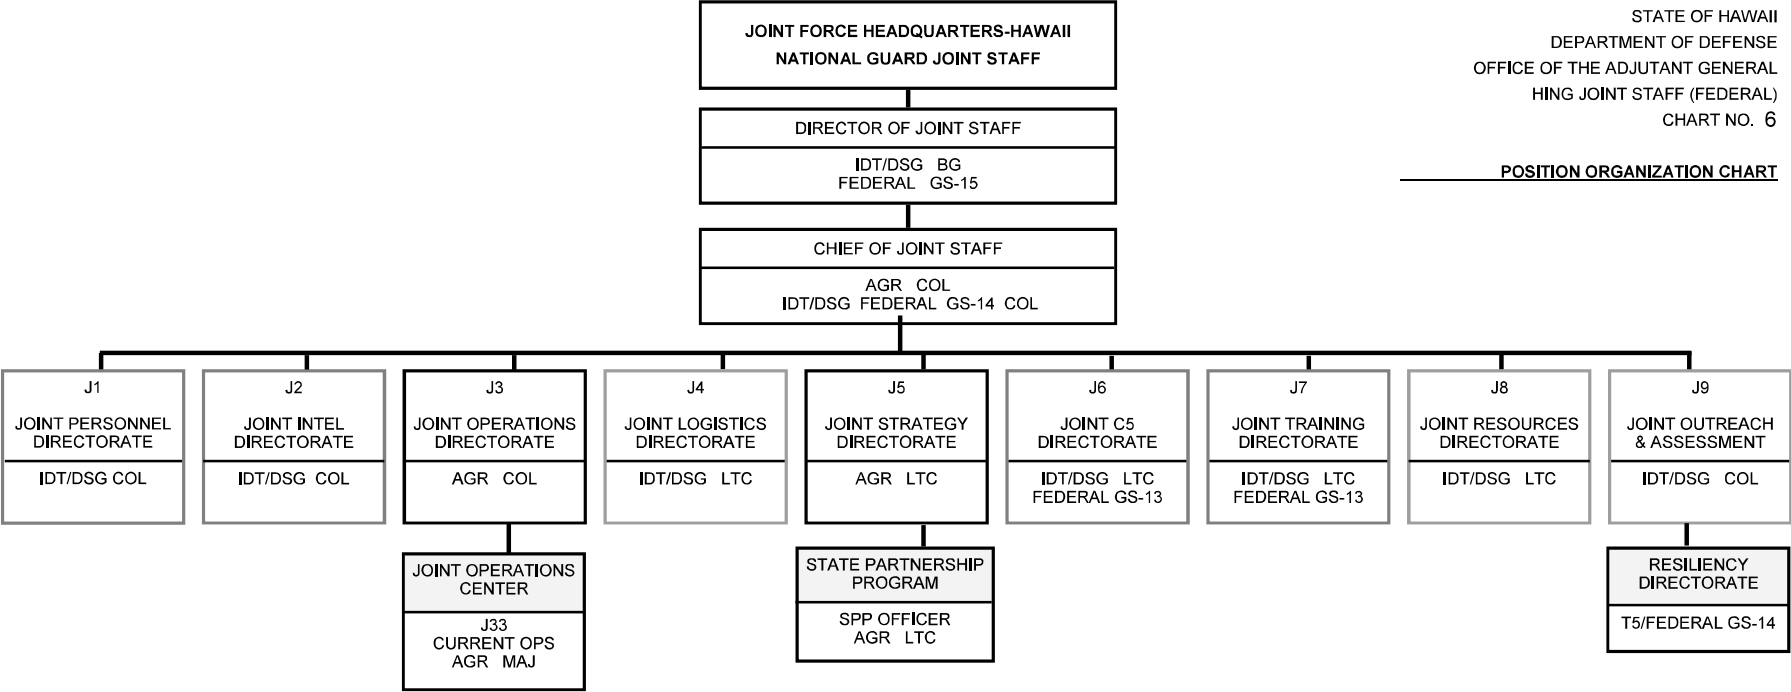 JOINT FORCE HEADQUARTERS-HAWAII
NATIONAL GUARD JOINT STAFF
STATE OF HAWAII
DEPARTMENT OF DEFENSE
OFFICE OF THE ADJUTANT GENERAL
HING JOINT STAFF (FEDERAL)
CHART NO. 6
POSITION ORGANIZATION CHART
DIRECTOR OF JOINT STAFF
IDT/DSG BG
FEDERAL GS-15
CHIEF OF JOINT STAFF
AGR COL
IDT/DSG FEDERAL GS-14 COL
J1
JOINT PERSONNEL
DIRECTORATE
IDT/DSG COL
J2
JOINT INTEL
DIRECTORATE
IDT/DSG COL
J3
JOINT OPERATIONS
DIRECTORATE
AGR COL
J4
JOINT LOGISTICS
DIRECTORATE
IDT/DSG LTC
J5
JOINT STRATEGY
DIRECTORATE
AGR LTC
J6
JOINT C5
DIRECTORATE
IDT/DSG LTC
FEDERAL GS-13
J7
JOINT TRAINING
DIRECTORATE
IDT/DSG LTC
FEDERAL GS-13
J8
JOINT RESOURCES
DIRECTORATE
IDT/DSG LTC
J9
JOINT OUTREACH
& ASSESSMENT
IDT/DSG COL
JOINT OPERATIONS
CENTER
J33
CURRENT OPS
AGR MAJ
STATE PARTNERSHIP
PROGRAM
SPP OFFICER
AGR LTC
RESILIENCY
DIRECTORATE
T5/FEDERAL GS-14